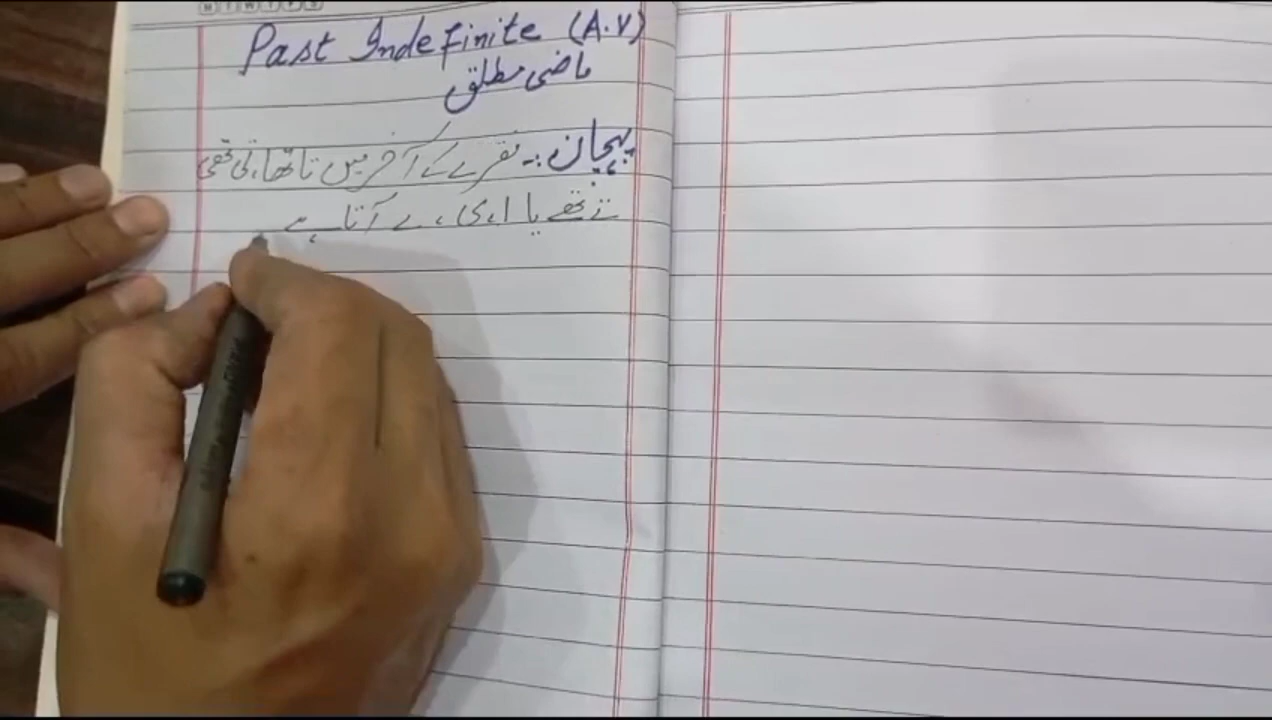 Past Indefinite (A.V)
ماضی مطلق
پہچان:- فقرے کے آخر میں تا تھا، تی تھی
تے تھے یا ا، ی، ے آتا ہے